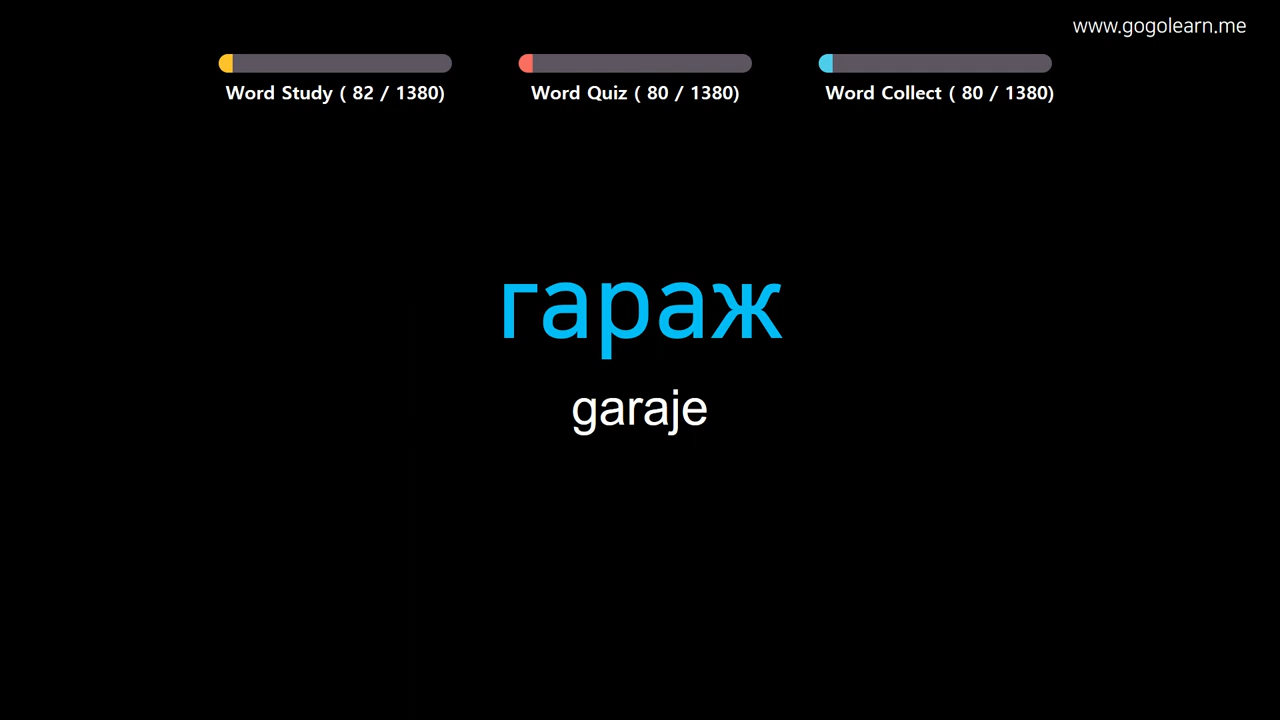 www.gogolearn.me
Word Study ( 82 / 1380)
Word Quiz ( 80 / 1380)
Word Collect ( 80 / 1380)
гараж
garaje